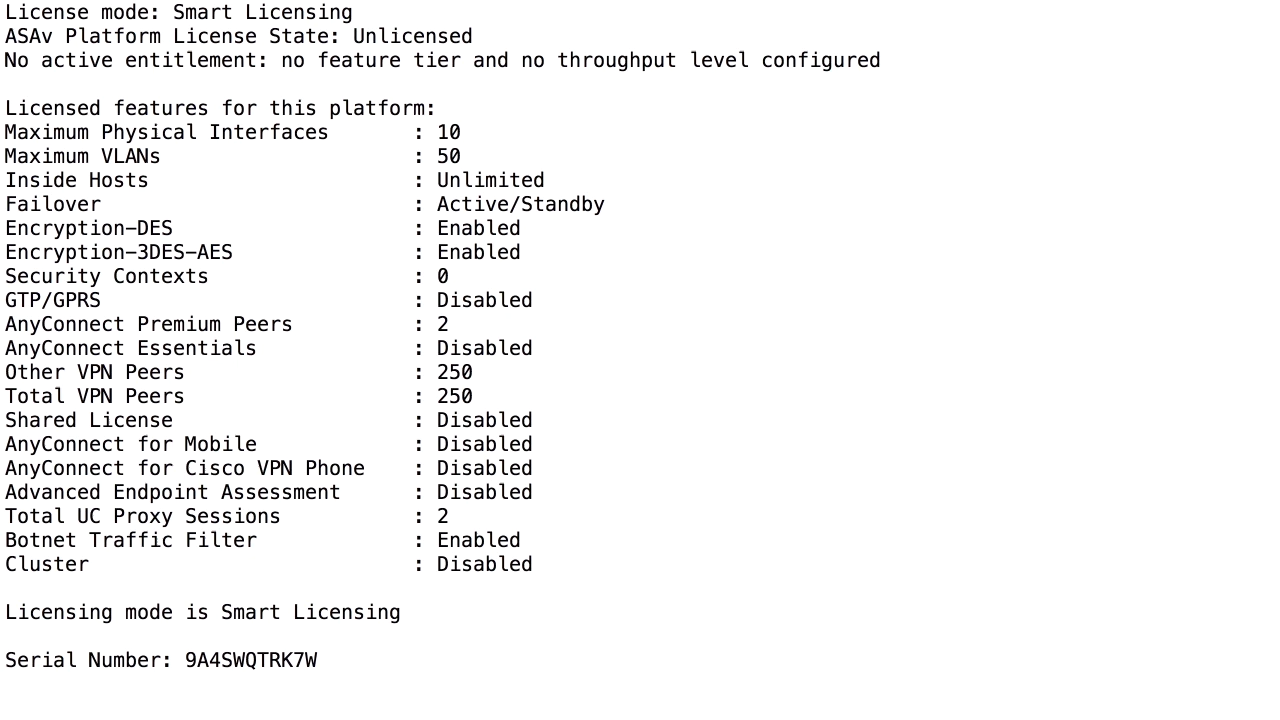 License mode: Smart Licensing
ASAv Platform License State: Unlicensed
No active entitlement: no feature tier and no throughput level configured

Licensed features for this platform:
Maximum Physical Interfaces       : 10
Maximum VLANs                     : 50
Inside Hosts                      : Unlimited
Failover                          : Active/Standby
Encryption-DES                    : Enabled
Encryption-3DES-AES               : Enabled
Security Contexts                 : 0
GTP/GPRS                          : Disabled
AnyConnect Premium Peers          : 2
AnyConnect Essentials             : Disabled
Other VPN Peers                   : 250
Total VPN Peers                   : 250
Shared License                    : Disabled
AnyConnect for Mobile             : Disabled
AnyConnect for Cisco VPN Phone    : Disabled
Advanced Endpoint Assessment      : Disabled
Total UC Proxy Sessions           : 2
Botnet Traffic Filter             : Enabled
Cluster                           : Disabled

Licensing mode is Smart Licensing

Serial Number: 9A4SWQTRK7W